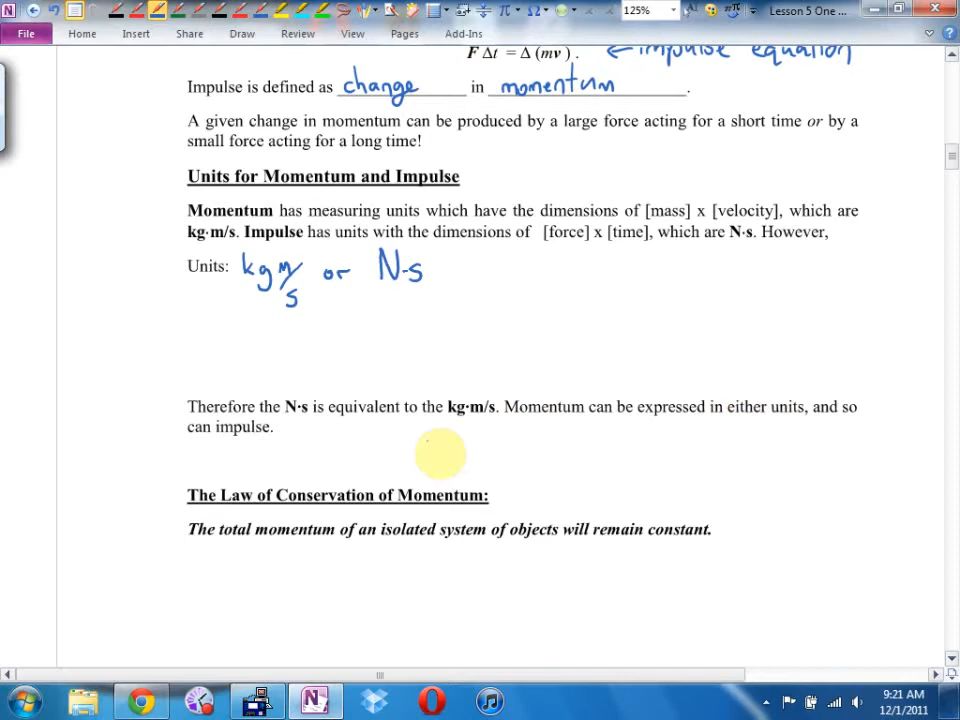 125%
Lesson 5 One ...
File Home Insert Share Draw Review View Pages Add-Ins
F Δt = Δ (mv) . ← impulse equation
Impulse is defined as change in momentum.
A given change in momentum can be produced by a large force acting for a short time or by a
small force acting for a long time!
Units for Momentum and Impulse
Momentum has measuring units which have the dimensions of [mass] x [velocity], which are
kg·m/s. Impulse has units with the dimensions of [force] x [time], which are N·s. However,
Units: kg m/s or N·s
Therefore the N·s is equivalent to the kg·m/s. Momentum can be expressed in either units, and so
can impulse.
The Law of Conservation of Momentum:
The total momentum of an isolated system of objects will remain constant.
9:21 AM
12/1/2011